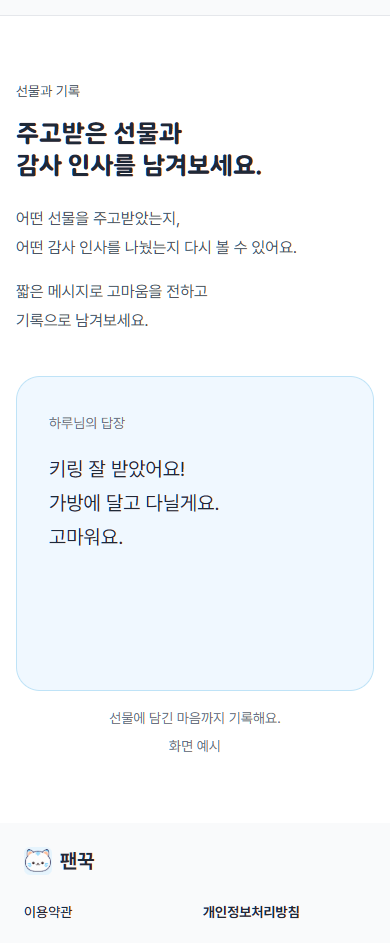 선물과 기록
주고받은 선물과
감사 인사를 남겨보세요.
어떤 선물을 주고받았는지,
어떤 감사 인사를 나눴는지 다시 볼 수 있어요.
짧은 메시지로 고마움을 전하고
기록으로 남겨보세요.
하루님의 답장
키링 잘 받았어요!
가방에 달고 다닐게요.
고마워요.
선물에 담긴 마음까지 기록해요.
화면 예시
팬꾹
이용약관
개인정보처리방침